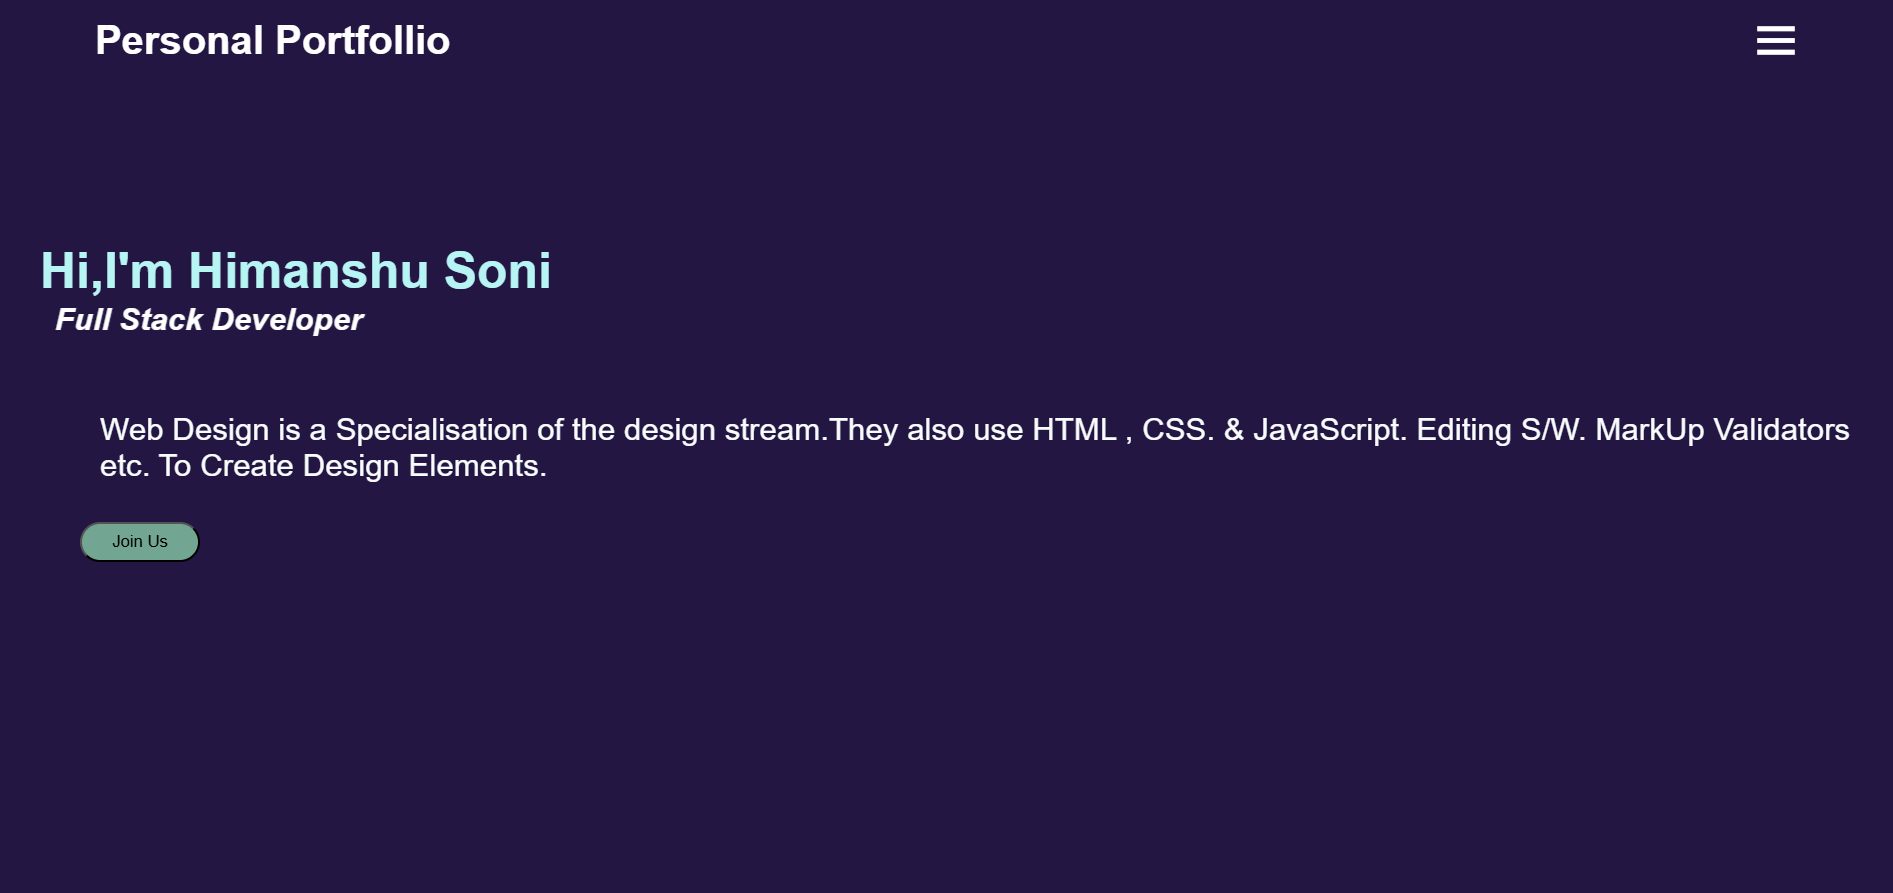 Personal Portfollio
Hi,I'm Himanshu Soni
Full Stack Developer
Web Design is a Specialisation of the design stream.They also use HTML , CSS. & JavaScript. Editing S/W. MarkUp Validators
etc. To Create Design Elements.
Join Us